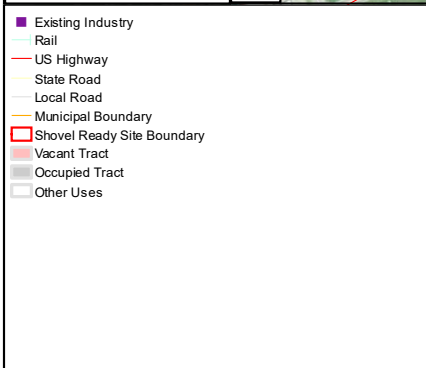 Existing Industry
Rail
US Highway
State Road
Local Road
Municipal Boundary
Shovel Ready Site Boundary
Vacant Tract
Occupied Tract
Other Uses